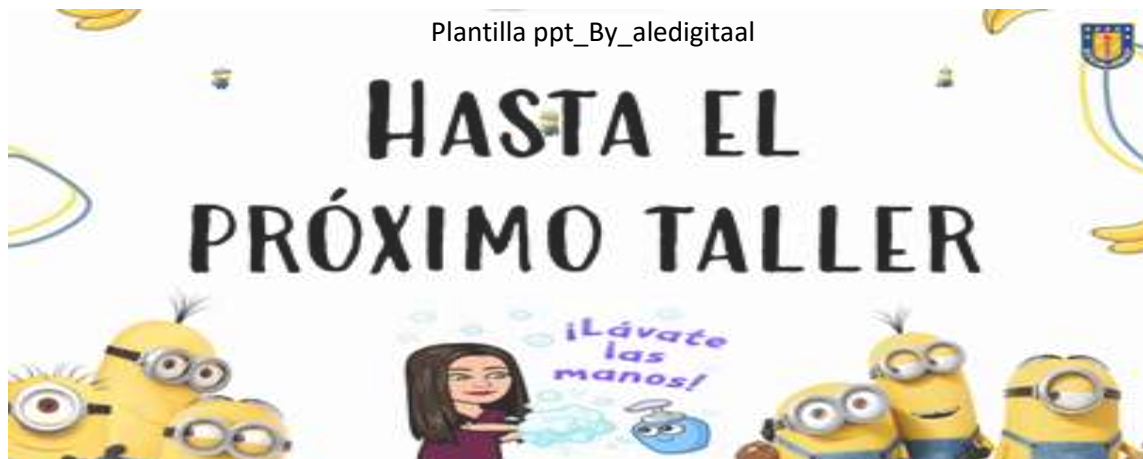 Plantilla ppt_By_aledigitaal
HASTA EL
PRÓXIMO TALLER
¡Lávate
las
manos!